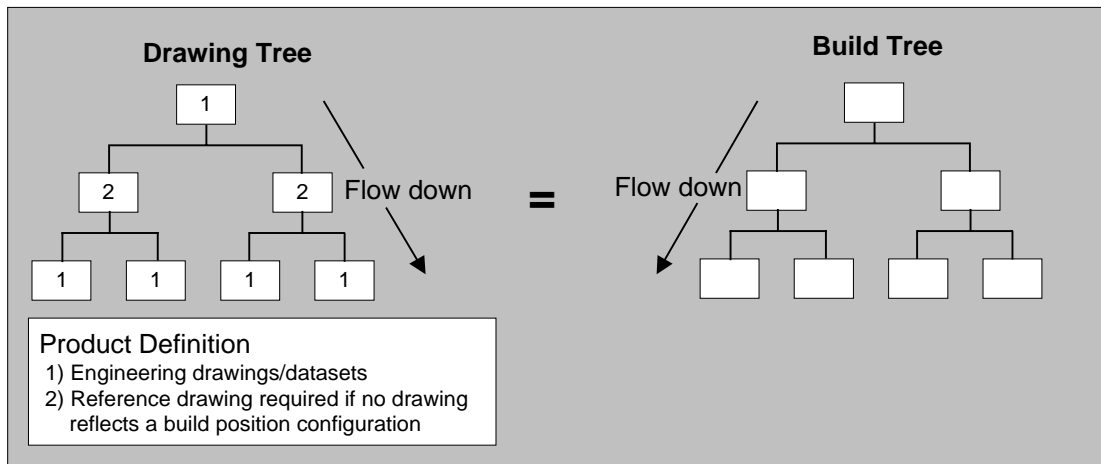 Drawing Tree
Build Tree
1
2 2
1 1 1 1
Flow down
=
Flow down
Product Definition
1) Engineering drawings/datasets
2) Reference drawing required if no drawing
reflects a build position configuration